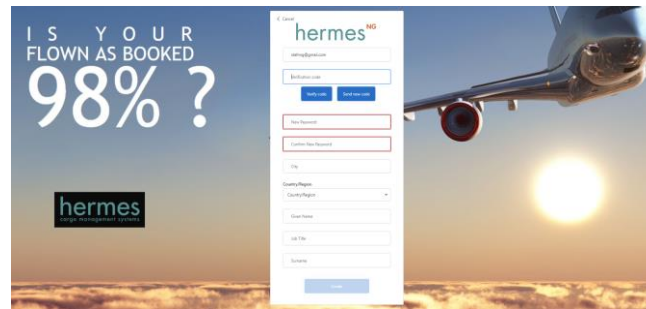 IS YOUR
FLOWN AS BOOKED
98% ?
hermes
cargo management systems
Cancel
hermes NG
Verification code
Verify code
Send new code
New Password
Confirm New Password
City
Country/Region
Country/Region
Given Name
Job Title
Surname